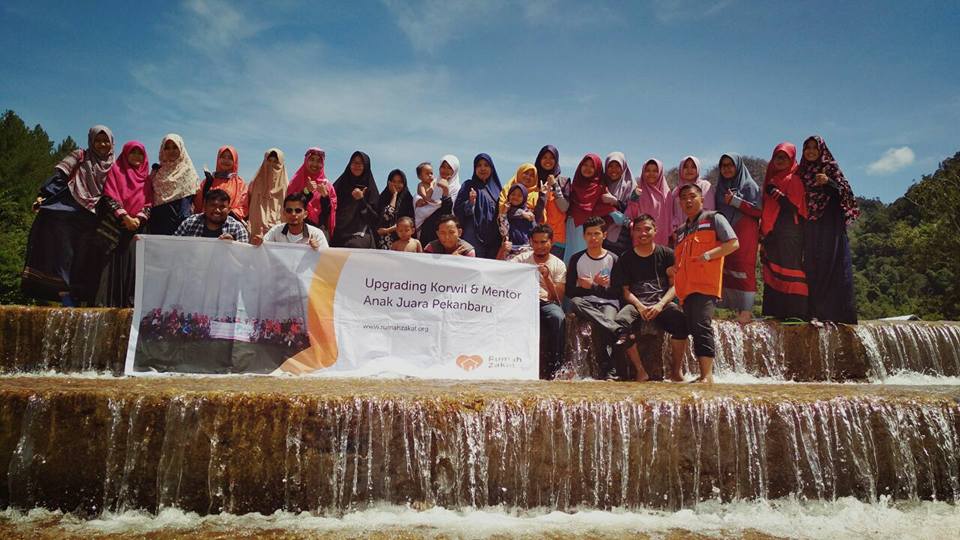 Upgrading Korwil & Mentor
Anak Juara Pekanbaru
www.rumahzakat.org
Rumah
Zakat